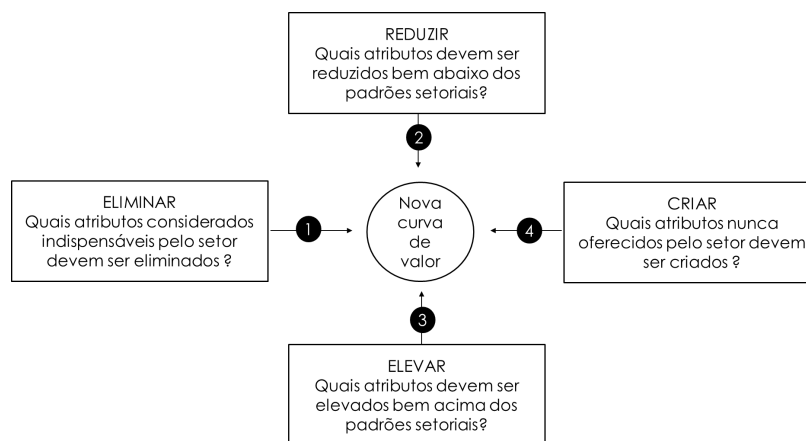 REDUZIR
Quais atributos devem ser
reduzidos bem abaixo dos
padrões setoriais?
2
ELIMINAR
Quais atributos considerados
indispensáveis pelo setor
devem ser eliminados ?
1
Nova
curva
de
valor
4
CRIAR
Quais atributos nunca
oferecidos pelo setor devem
ser criados ?
3
ELEVAR
Quais atributos devem ser
elevados bem acima dos
padrões setoriais?